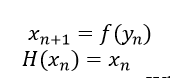 xₙ₊₁ = f(yₙ)
H(xₙ) = xₙ